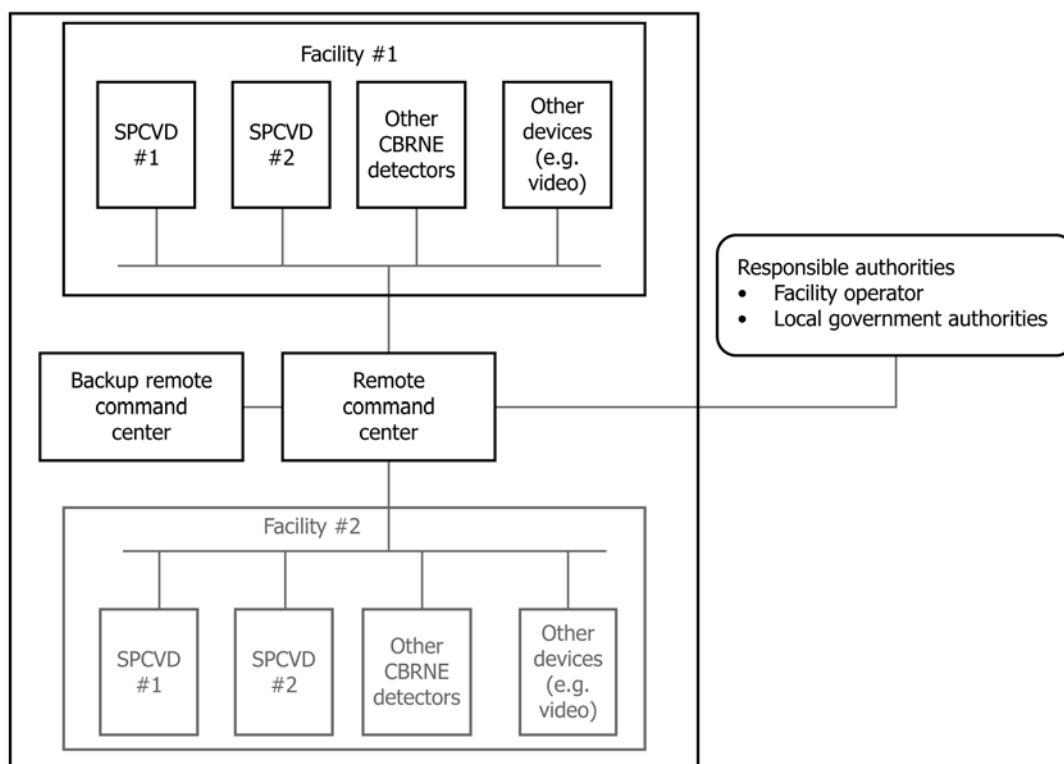 Facility #1
SPCVD
#1
SPCVD
#2
Other
CBRNE
detectors
Other
devices
(e.g.
video)
Responsible authorities
• Facility operator
• Local government authorities
Backup remote
command
center
Remote
command
center
Facility #2
SPCVD
#1
SPCVD
#2
Other
CBRNE
detectors
Other
devices
(e.g.
video)